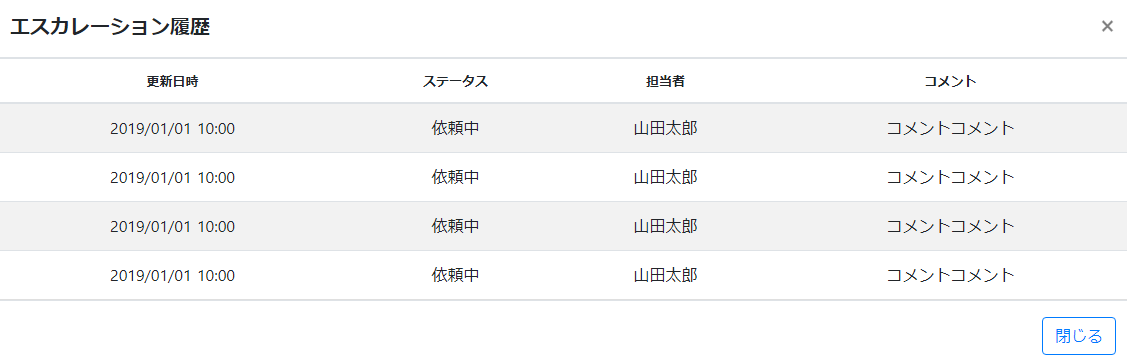 エスカレーション履歴 ×
更新日時 ステータス 担当者 コメント
2019/01/01 10:00 依頼中 山田太郎 コメントコメント
2019/01/01 10:00 依頼中 山田太郎 コメントコメント
2019/01/01 10:00 依頼中 山田太郎 コメントコメント
2019/01/01 10:00 依頼中 山田太郎 コメントコメント
閉じる